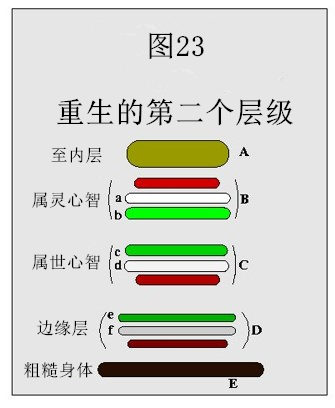 图23
重生的第二个层级
至内层 A
属灵心智 a b B
属世心智 c d C
边缘层 e f D
粗糙身体
E